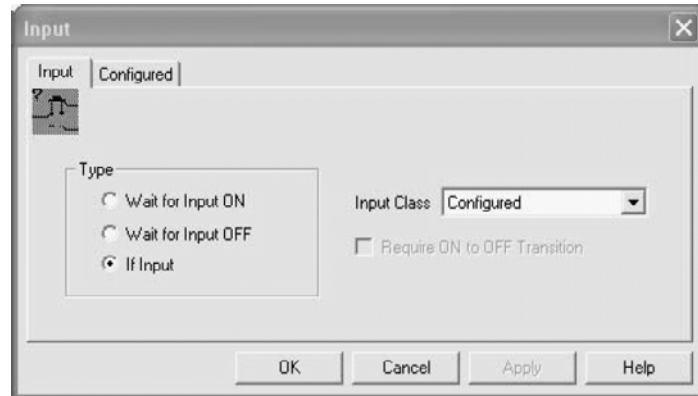 Input
Input Configured
?
Type
Wait for Input ON
Wait for Input OFF
If Input
Input Class Configured
Require ON to OFF Transition
OK Cancel Apply Help